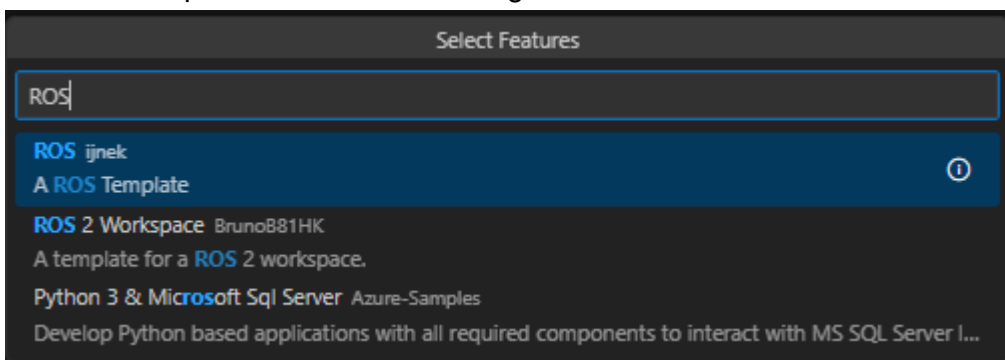 Select Features
ROS
ROS ijnek
A ROS Template
ROS 2 Workspace BrunoB81HK
A template for a ROS 2 workspace.
Python 3 & Microsoft Sql Server Azure-Samples
Develop Python based applications with all required components to interact with MS SQL Server I...